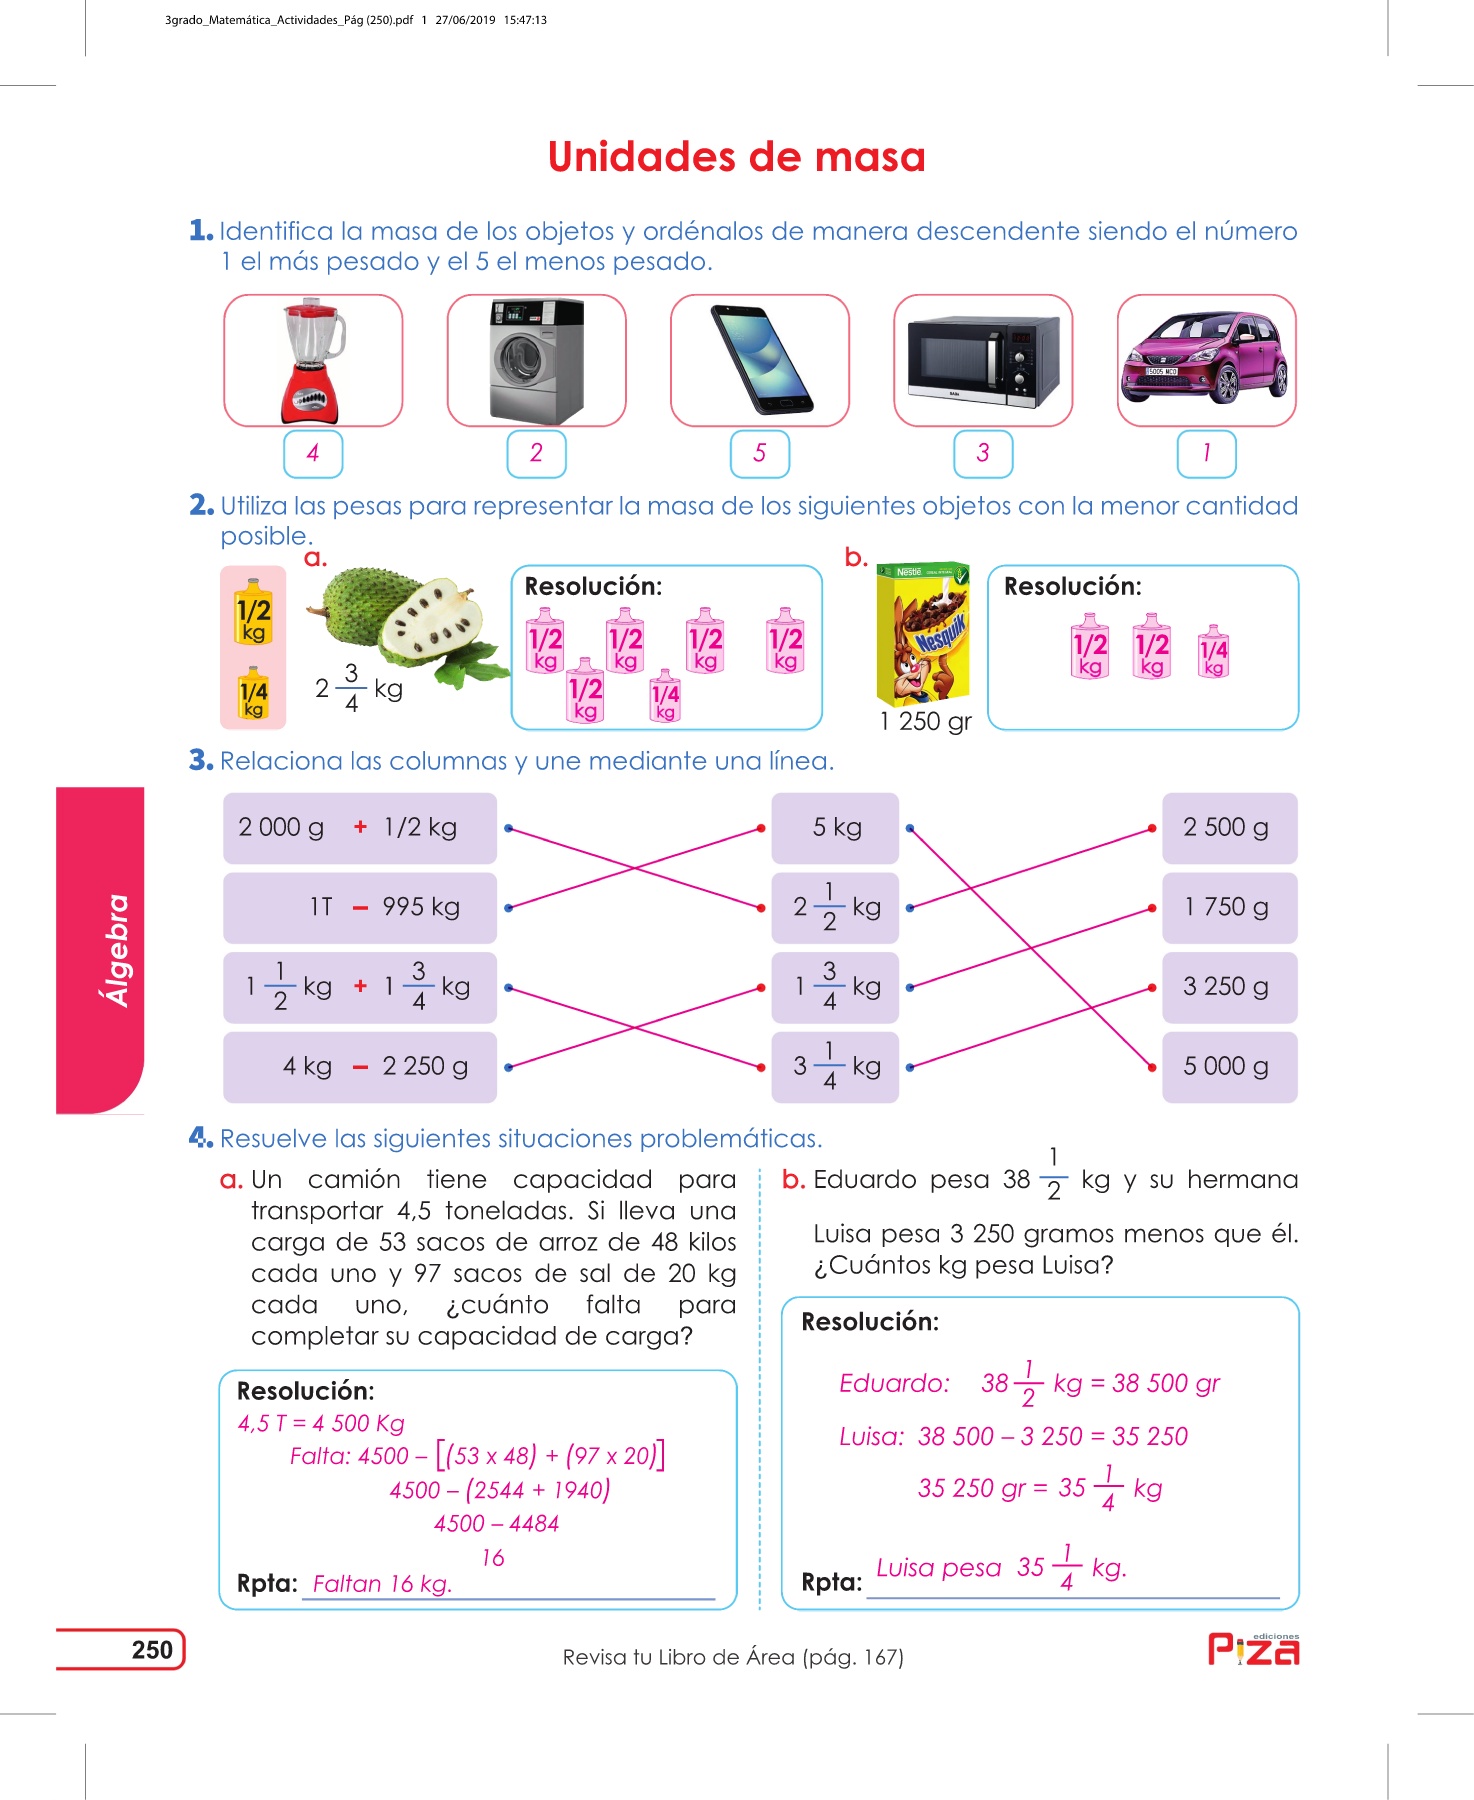 3grado_Matemática_Actividades_Pág (250).pdf 1 27/06/2019 15:47:13
Unidades de masa
1. Identifica la masa de los objetos y ordénalos de manera descendente siendo el número
1 el más pesado y el 5 el menos pesado.
5005 MCD
4 2 5 3 1
2. Utiliza las pesas para representar la masa de los siguientes objetos con la menor cantidad
posible.
a.
1/2 kg
1/4 kg
2 3/4 kg
Resolución:
1/2 kg 1/2 kg 1/2 kg 1/2 kg
1/2 kg 1/4 kg
b.
Nestlé
Nesquik
1 250 gr
Resolución:
1/2 kg 1/2 kg 1/4 kg
3. Relaciona las columnas y une mediante una línea.
2 000 g + 1/2 kg 5 kg 2 500 g
1T – 995 kg 2 1/2 kg 1 750 g
1 1/2 kg + 1 3/4 kg 1 3/4 kg 3 250 g
4 kg – 2 250 g 3 1/4 kg 5 000 g
Álgebra
4. Resuelve las siguientes situaciones problemáticas.
a. Un camión tiene capacidad para
transportar 4,5 toneladas. Si lleva una
carga de 53 sacos de arroz de 48 kilos
cada uno y 97 sacos de sal de 20 kg
cada uno, ¿cuánto falta para
completar su capacidad de carga?
Resolución:
4,5 T = 4 500 Kg
Falta: 4500 – [(53 x 48) + (97 x 20)]
4500 – (2544 + 1940)
4500 – 4484
16
Rpta: Faltan 16 kg.
b. Eduardo pesa 38 1/2 kg y su hermana
Luisa pesa 3 250 gramos menos que él.
¿Cuántos kg pesa Luisa?
Resolución:
Eduardo: 38 1/2 kg = 38 500 gr
Luisa: 38 500 – 3 250 = 35 250
35 250 gr = 35 1/4 kg
Rpta: Luisa pesa 35 1/4 kg.
250
Revisa tu Libro de Área (pág. 167)
ediciones
Piza